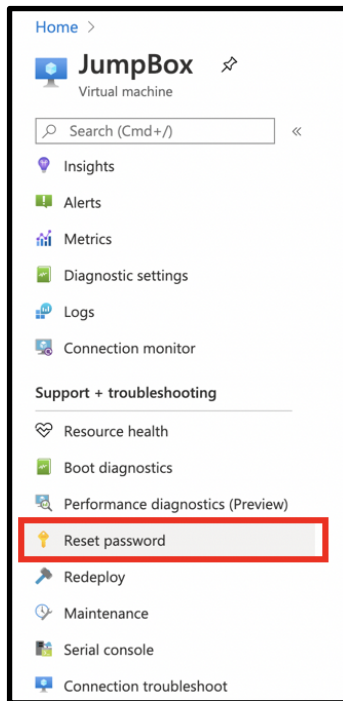 Home >
JumpBox
Virtual machine
Search (Cmd+/)
«
Insights
Alerts
Metrics
Diagnostic settings
Logs
Connection monitor
Support + troubleshooting
Resource health
Boot diagnostics
Performance diagnostics (Preview)
Reset password
Redeploy
Maintenance
Serial console
Connection troubleshoot